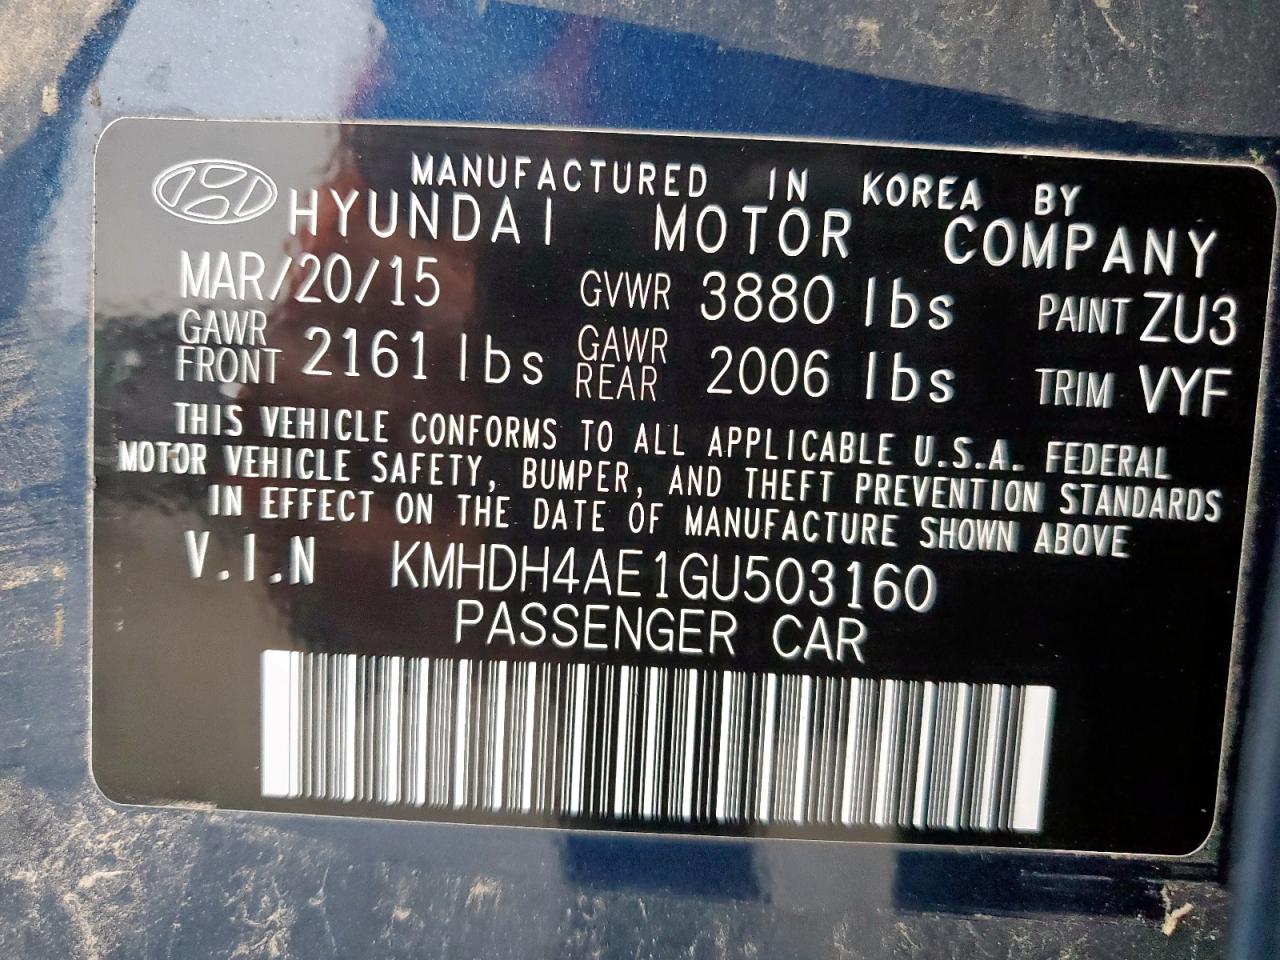 MANUFACTURED IN KOREA BY
HYUNDAI MOTOR COMPANY
MAR/20/15 GVWR 3880 lbs PAINT ZU3
GAWR FRONT 2161 lbs GAWR REAR 2006 lbs TRIM VYF
THIS VEHICLE CONFORMS TO ALL APPLICABLE U.S.A. FEDERAL
MOTOR VEHICLE SAFETY, BUMPER, AND THEFT PREVENTION STANDARDS
IN EFFECT ON THE DATE OF MANUFACTURE SHOWN ABOVE
V.I.N KMHDH4AE1GU503160
PASSENGER CAR